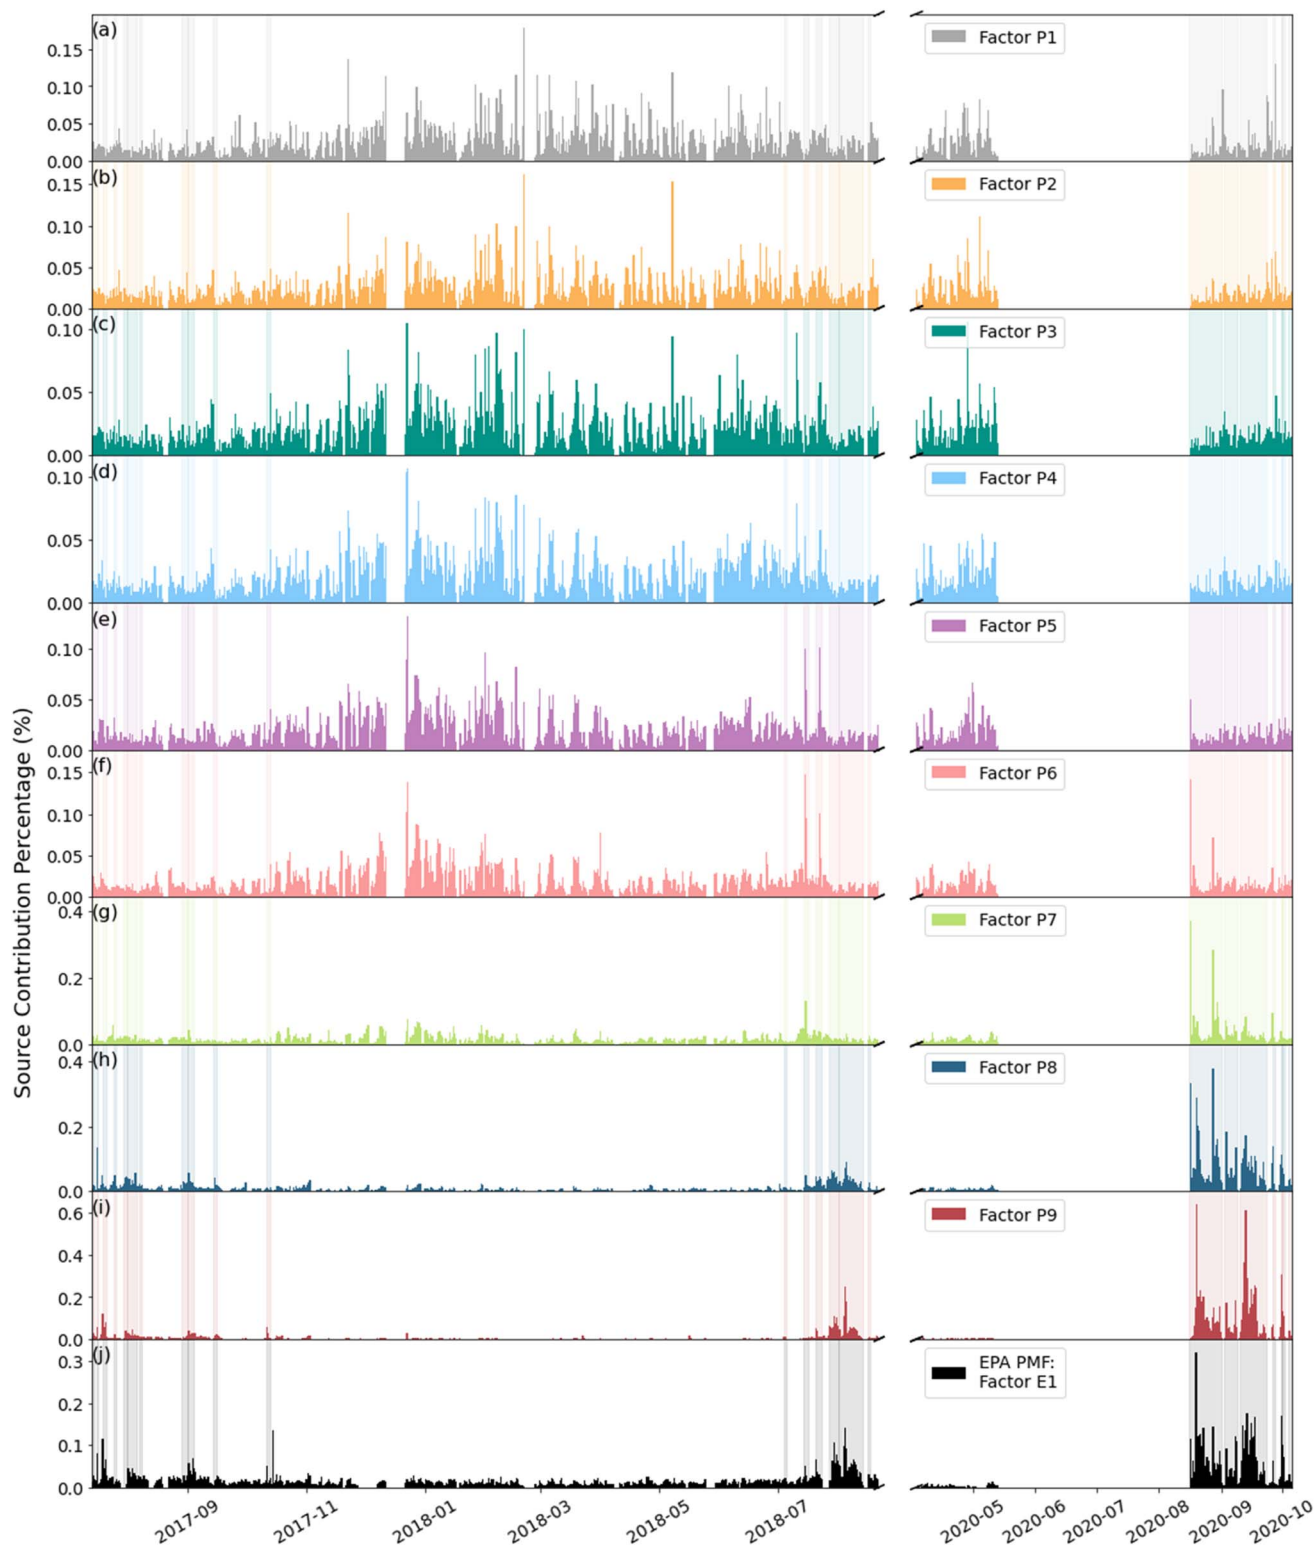 (a)
0.15
0.10
0.05
0.00
Factor P1
(b)
0.15
0.10
0.05
0.00
Factor P2
(c)
0.10
0.05
0.00
Factor P3
(d)
0.10
0.05
0.00
Factor P4
(e)
0.10
0.05
0.00
Factor P5
(f)
0.15
0.10
0.05
0.00
Factor P6
(g)
0.4
0.2
0.0
Factor P7
(h)
0.4
0.2
0.0
Factor P8
(i)
0.6
0.4
0.2
0.0
Factor P9
(j)
0.3
0.2
0.1
0.0
EPA PMF:
Factor E1
Source Contribution Percentage (%)
2017-09
2017-11
2018-01
2018-03
2018-05
2018-07
2020-05
2020-06
2020-07
2020-08
2020-09
2020-10